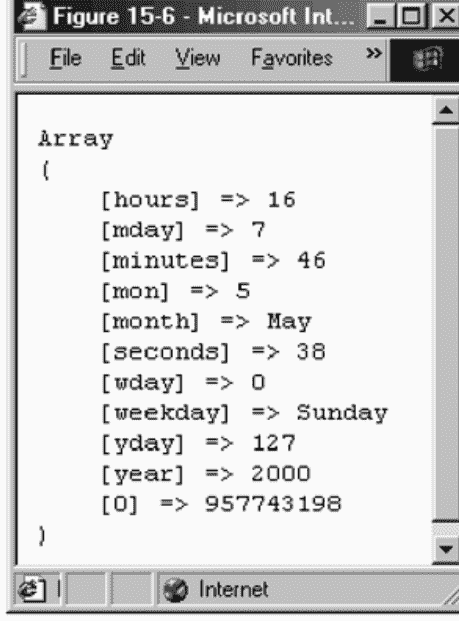 Figure 15-6 - Microsoft Int...
File Edit View Favorites »
Array
(
[hours] => 16
[mday] => 7
[minutes] => 46
[mon] => 5
[month] => May
[seconds] => 38
[wday] => 0
[weekday] => Sunday
[yday] => 127
[year] => 2000
[0] => 957743198
)
Internet